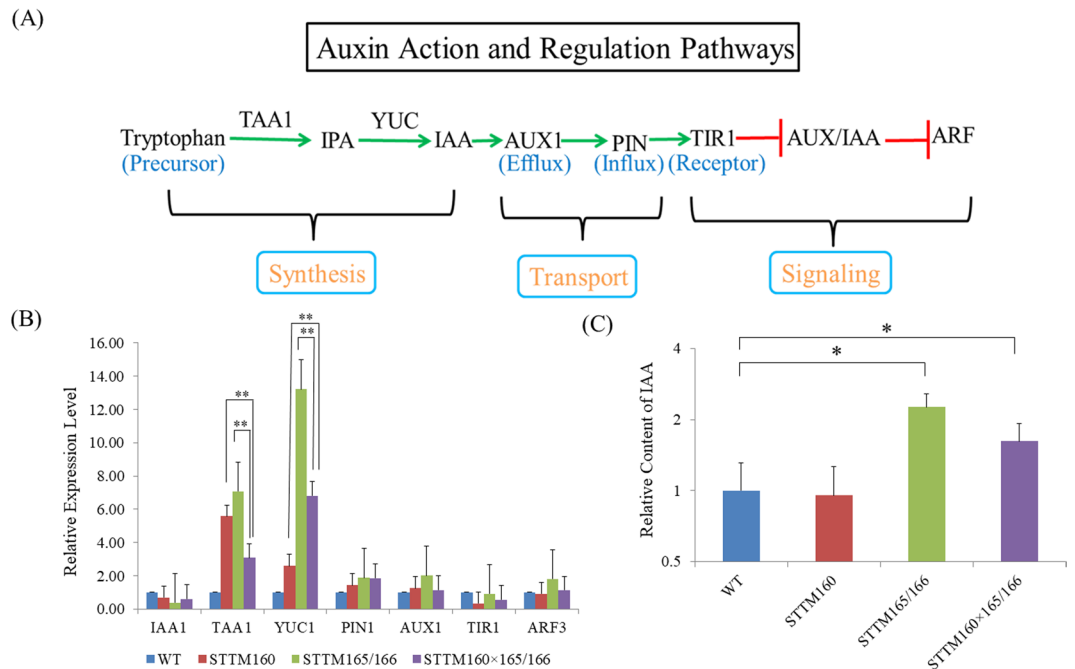 (A)
Auxin Action and Regulation Pathways
TAA1 YUC
Tryptophan IPA IAA AUX1 PIN TIR1 AUX/IAA ARF
(Precursor) (Efflux) (Influx) (Receptor)
Synthesis Transport Signaling
(B)
Relative Expression Level
16.00
14.00
12.00
10.00
8.00
6.00
4.00
2.00
0.00
** ** ** **
IAA1 TAA1 YUC1 PIN1 AUX1 TIR1 ARF3
WT STTM160 STTM165/166 STTM160×165/166
(C)
Relative Content of IAA
4
2
1
0.5
* *
WT
STTM160
STTM165/166
STTM160×165/166